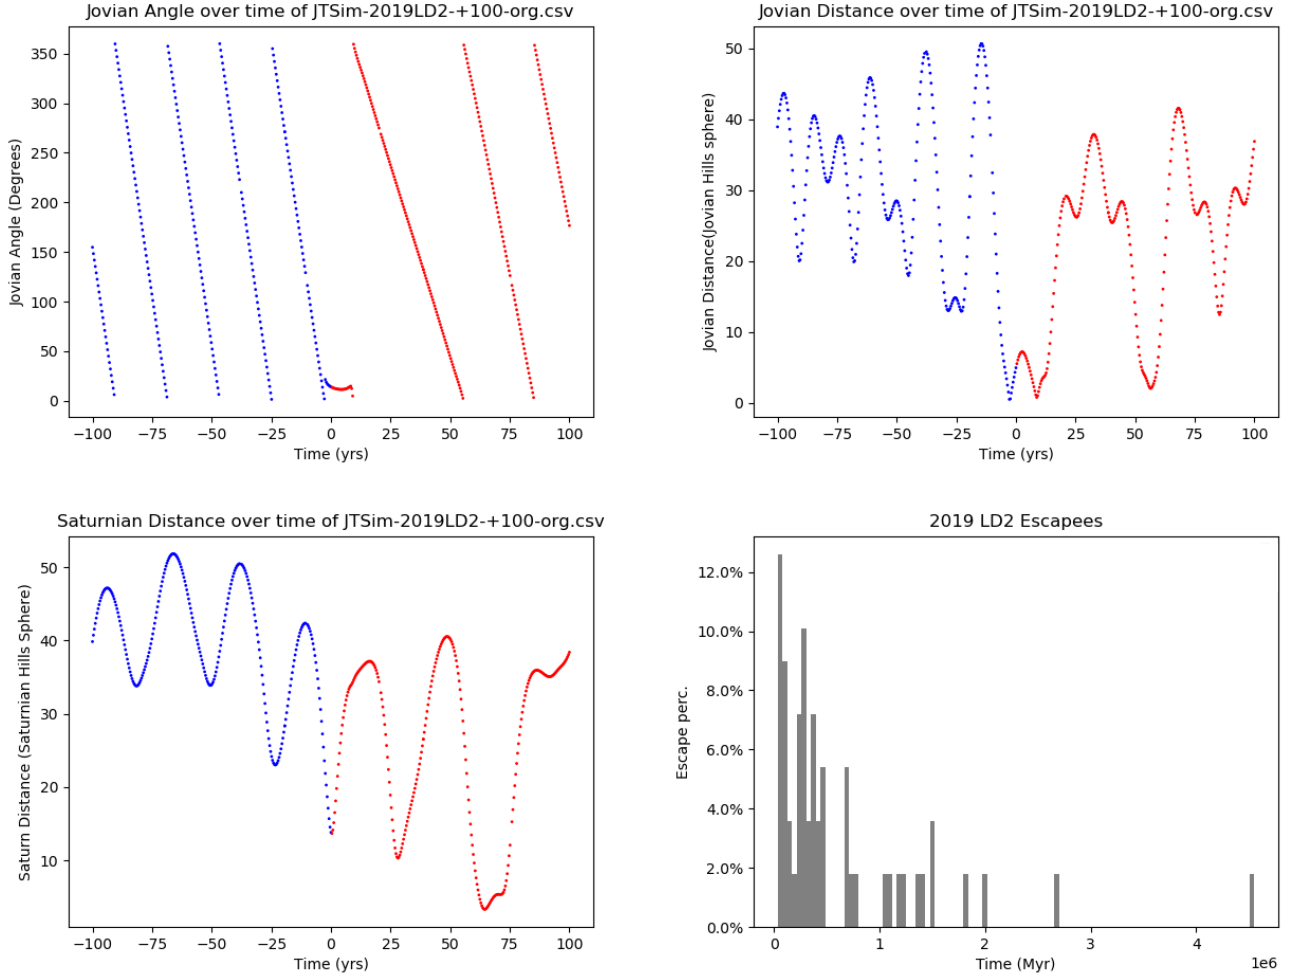 Jovian Angle over time of JTSim-2019LD2-+100-org.csv
Jovian Angle (Degrees)
350
300
250
200
150
100
50
0
−100 −75 −50 −25 0 25 50 75 100
Time (yrs)
Jovian Distance over time of JTSim-2019LD2-+100-org.csv
Jovian Distance(Jovian Hills sphere)
50
40
30
20
10
0
−100 −75 −50 −25 0 25 50 75 100
Time (yrs)
Saturnian Distance over time of JTSim-2019LD2-+100-org.csv
Saturn Distance (Saturnian Hills Sphere)
50
40
30
20
10
−100 −75 −50 −25 0 25 50 75 100
Time (yrs)
2019 LD2 Escapees
Escape perc.
12.0%
10.0%
8.0%
6.0%
4.0%
2.0%
0.0%
0 1 2 3 4
1e6
Time (Myr)